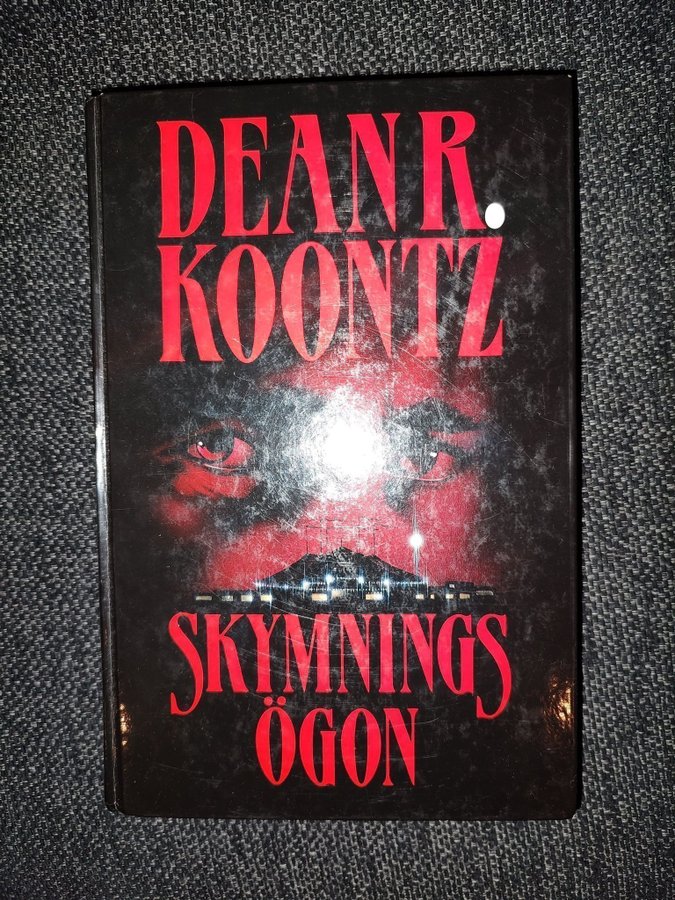 DEAN R.
KOONTZ
SKYMNINGS
ÖGON